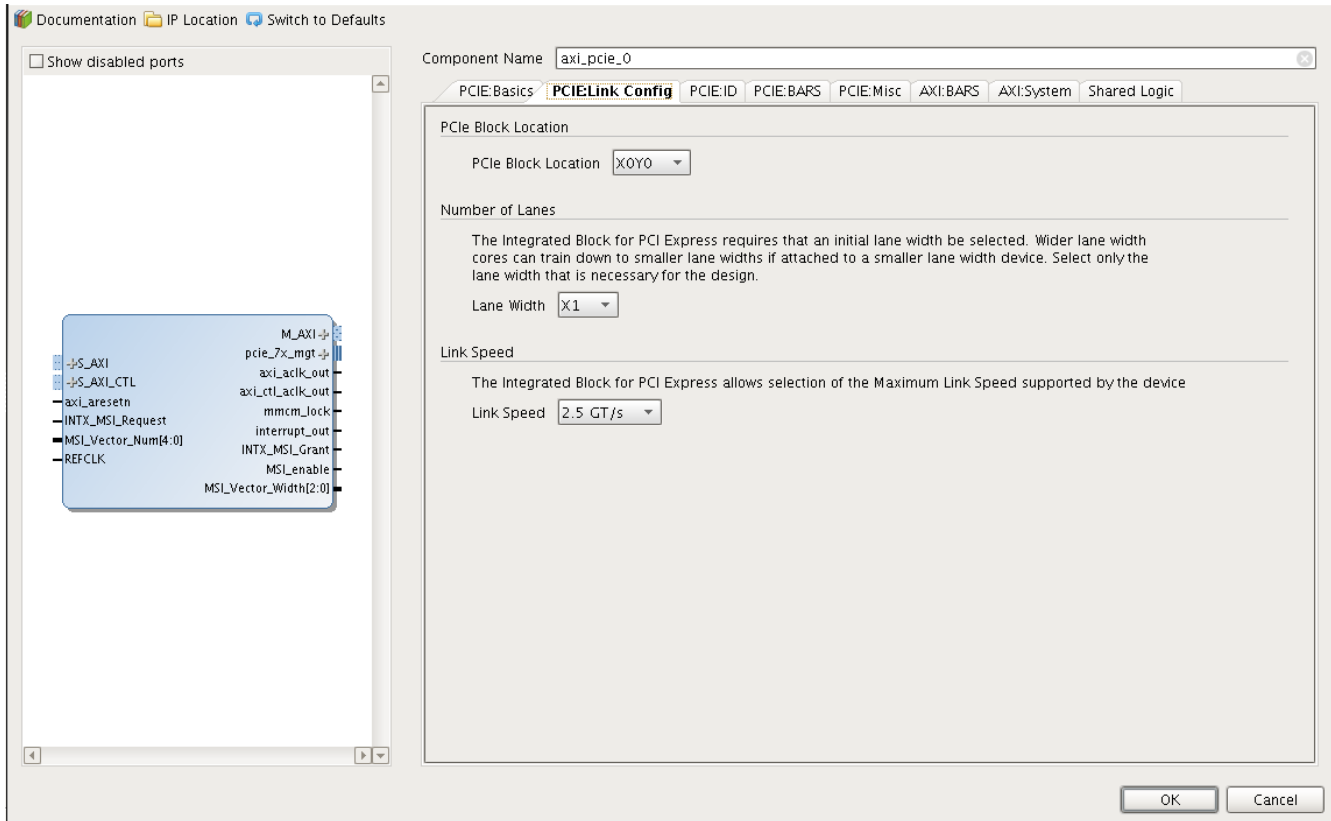 Documentation IP Location Switch to Defaults
Show disabled ports
M_AXI
pcie_7x_mgt
S_AXI
axi_aclk_out
S_AXI_CTL
axi_ctl_aclk_out
axi_aresetn
mmcm_lock
INTX_MSI_Request
interrupt_out
MSI_Vector_Num[4:0]
INTX_MSI_Grant
REFCLK
MSI_enable
MSI_Vector_Width[2:0]
Component Name axi_pcie_0
PCIE:Basics PCIE:Link Config PCIE:ID PCIE:BARS PCIE:Misc AXI:BARS AXI:System Shared Logic
PCIe Block Location
PCIe Block Location X0Y0
Number of Lanes
The Integrated Block for PCI Express requires that an initial lane width be selected. Wider lane width
cores can train down to smaller lane widths if attached to a smaller lane width device. Select only the
lane width that is necessary for the design.
Lane Width X1
Link Speed
The Integrated Block for PCI Express allows selection of the Maximum Link Speed supported by the device
Link Speed 2.5 GT/s
OK Cancel